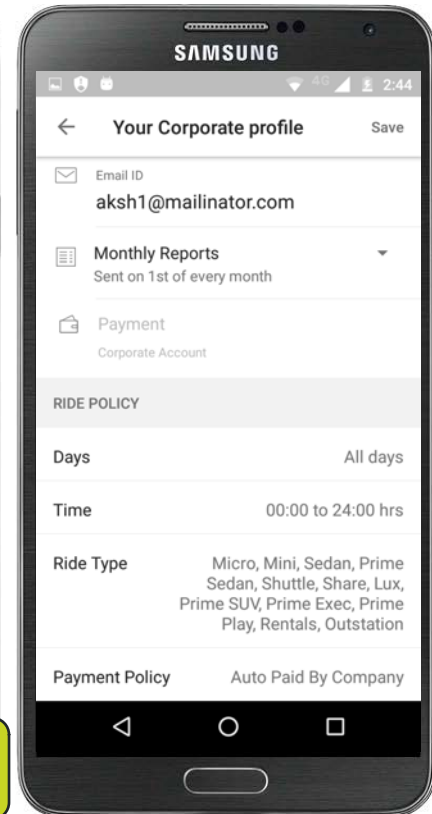 SAMSUNG
4G 2:44
Your Corporate profile Save
Email ID
aksh1@mailinator.com
Monthly Reports
Sent on 1st of every month
Payment
Corporate Account
RIDE POLICY
Days All days
Time 00:00 to 24:00 hrs
Ride Type Micro, Mini, Sedan, Prime
Sedan, Shuttle, Share, Lux,
Prime SUV, Prime Exec, Prime
Play, Rentals, Outstation
Payment Policy Auto Paid By Company